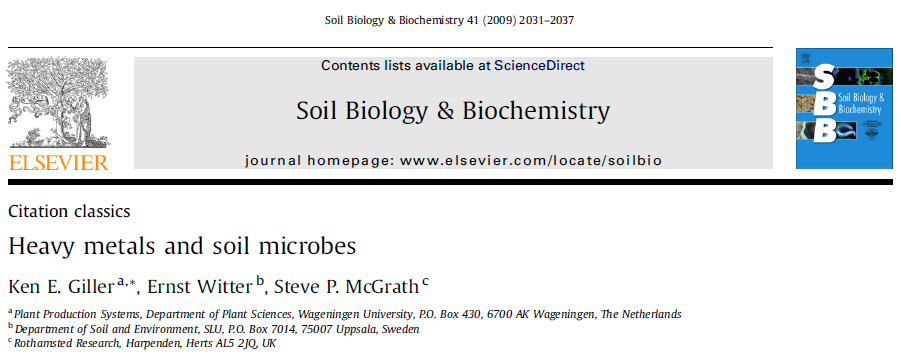 Soil Biology & Biochemistry 41 (2009) 2031–2037
Contents lists available at ScienceDirect
Soil Biology & Biochemistry
journal homepage: www.elsevier.com/locate/soilbio
ELSEVIER
SBB
Soil Biology &
Biochemistry
Citation classics
Heavy metals and soil microbes
Ken E. Giller a,*, Ernst Witter b, Steve P. McGrath c
a Plant Production Systems, Department of Plant Sciences, Wageningen University, P.O. Box 430, 6700 AK Wageningen, The Netherlands
b Department of Soil and Environment, SLU, P.O. Box 7014, 75007 Uppsala, Sweden
c Rothamsted Research, Harpenden, Herts AL5 2JQ, UK